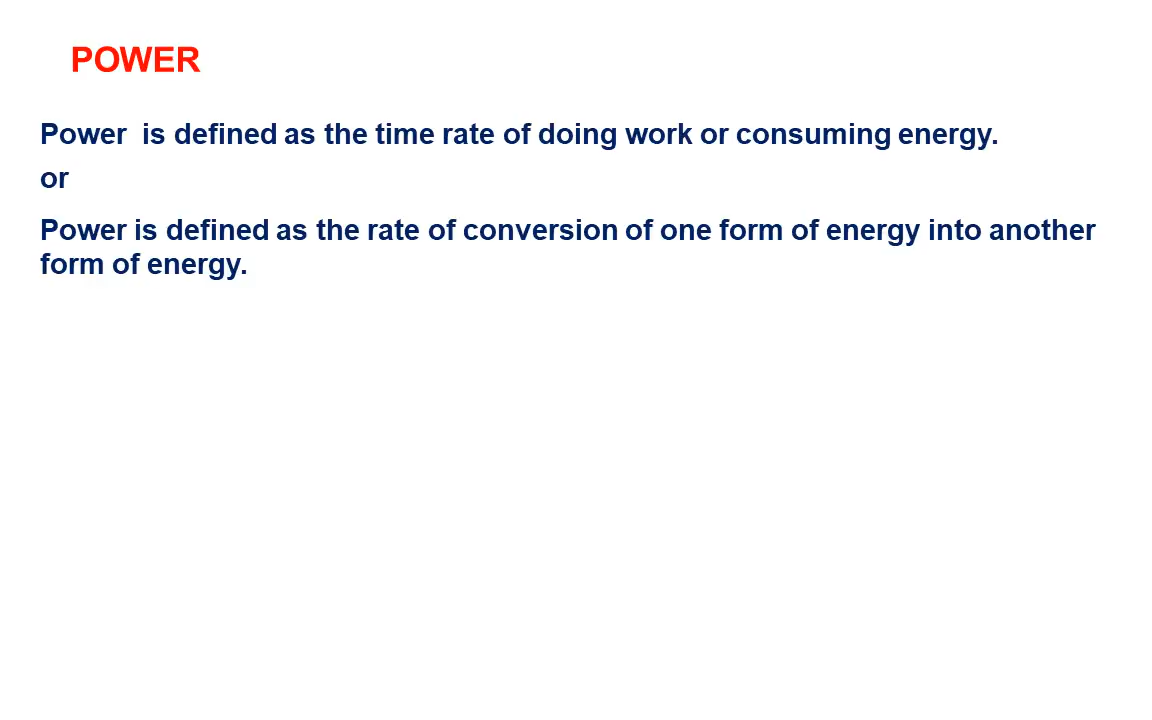 POWER
Power  is defined as the time rate of doing work or consuming energy.
or
Power is defined as the rate of conversion of one form of energy into another
form of energy.